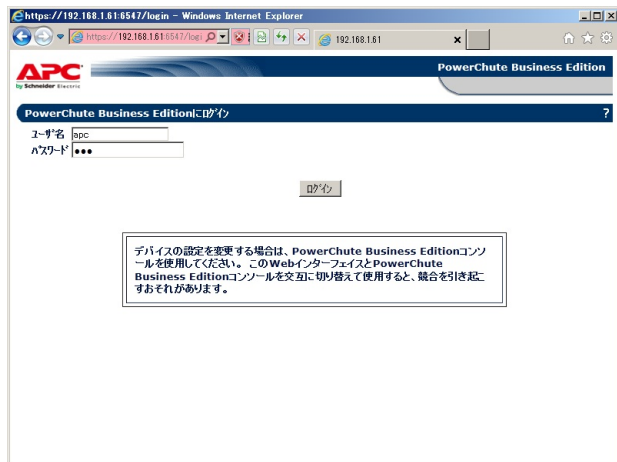 https://192.168.1.61:6547/login - Windows Internet Explorer
https://192.168.1.61:6547/logi
192.168.1.61
APC
by Schneider Electric
PowerChute Business Edition
PowerChute Business Editionにログイン
?
ユーザ名 apc
パスワード ●●●
ログイン
デバイスの設定を変更する場合は、PowerChute Business Editionコンソ
ールを使用してください。このWebインターフェイスとPowerChute
Business Editionコンソールを交互に切り替えて使用すると、競合を引き起こ
すおそれがあります。